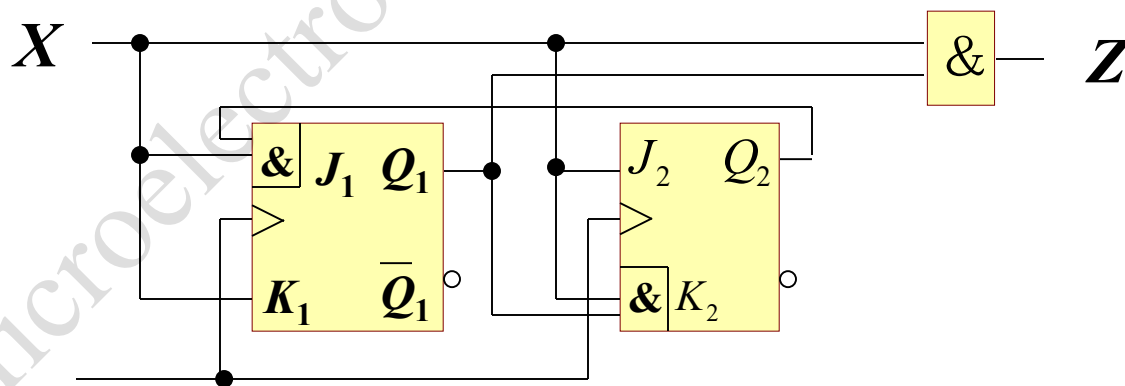 X
Z
&
& J₁ Q₁
J₂ Q₂
K₁ Q̅₁
& K₂